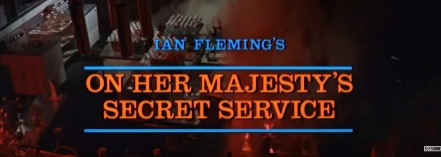 IAN FLEMING'S
ON HER MAJESTY'S
SECRET SERVICE